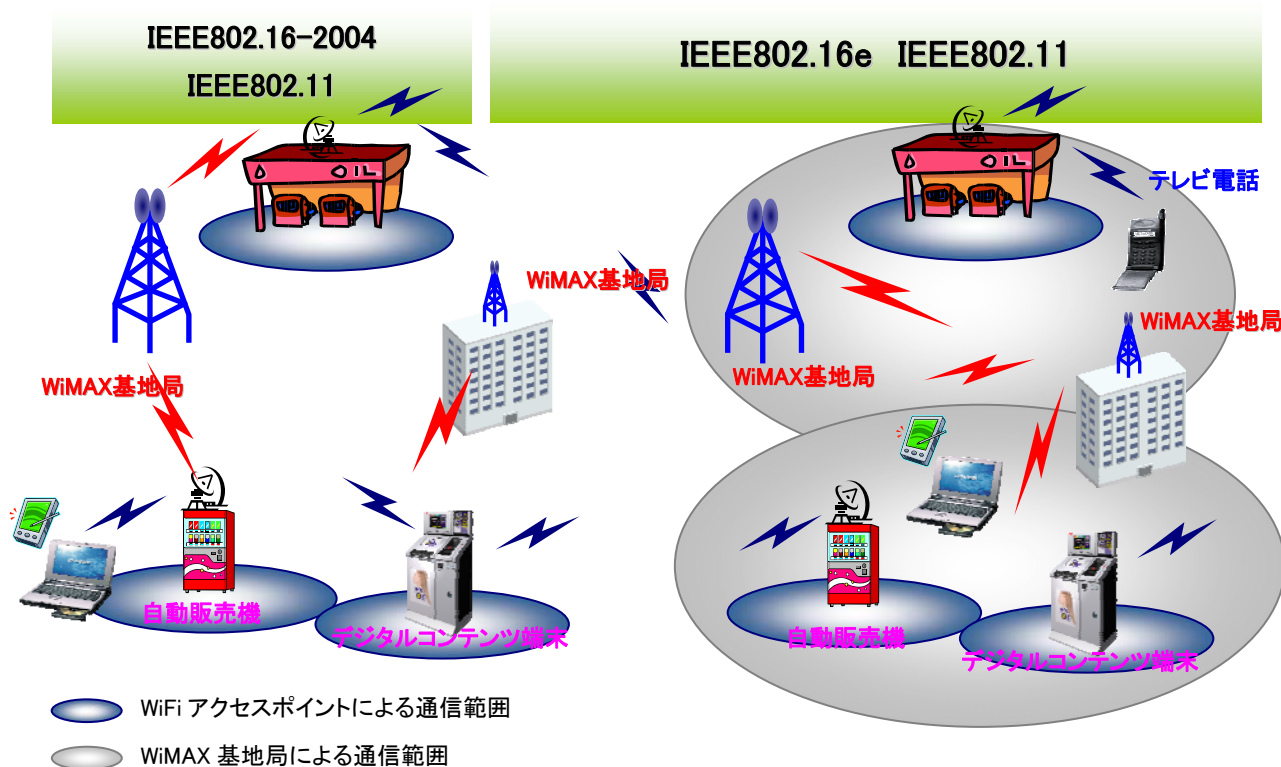 IEEE802.16-2004
IEEE802.11
IEEE802.16e IEEE802.11
OIL
WiMAX基地局
WiMAX基地局
自動販売機
デジタルコンテンツ端末
OIL
テレビ電話
WiMAX基地局
WiMAX基地局
自動販売機
デジタルコンテンツ端末
WiFi アクセスポイントによる通信範囲
WiMAX 基地局による通信範囲